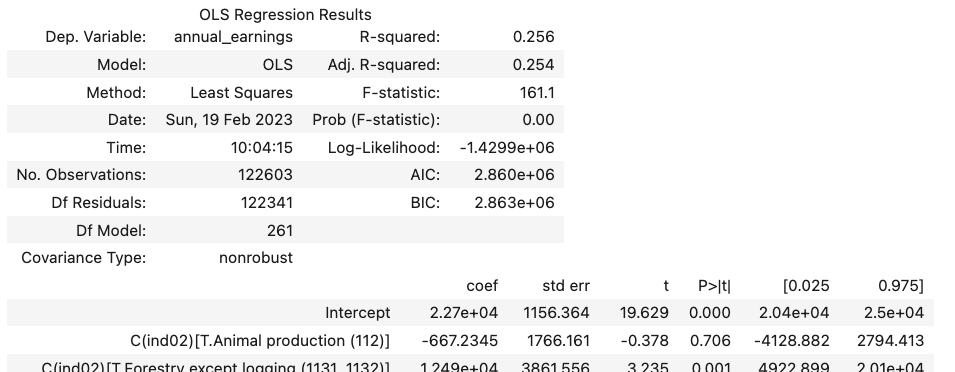 OLS Regression Results
Dep. Variable: annual_earnings R-squared: 0.256
Model: OLS Adj. R-squared: 0.254
Method: Least Squares F-statistic: 161.1
Date: Sun, 19 Feb 2023 Prob (F-statistic): 0.00
Time: 10:04:15 Log-Likelihood: -1.4299e+06
No. Observations: 122603 AIC: 2.860e+06
Df Residuals: 122341 BIC: 2.863e+06
Df Model: 261
Covariance Type: nonrobust
coef std err t P>|t| [0.025 0.975]
Intercept 2.27e+04 1156.364 19.629 0.000 2.04e+04 2.5e+04
C(ind02)[T.Animal production (112)] -667.2345 1766.161 -0.378 0.706 -4128.882 2794.413
C(ind02)[T.Forestry except logging (1131, 1132)] 1.249e+04 3861.556 3.235 0.001 4922.899 2.01e+04